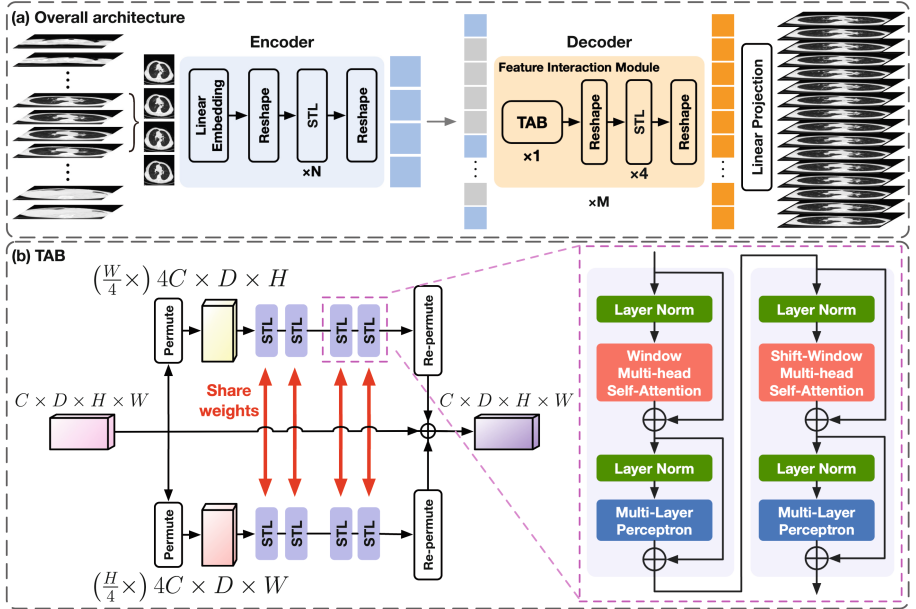 (a) Overall architecture
Encoder
Linear
Embedding
Reshape
STL
Reshape
×N
Decoder
Feature Interaction Module
TAB
×1
Reshape
STL
×4
Reshape
×M
Linear Projection
(b) TAB
(W/4 ×) 4C × D × H
Permute
STL
STL
STL
STL
Re-permute
Share
weights
C × D × H × W
C × D × H × W
Permute
STL
STL
STL
STL
Re-permute
(H/4 ×) 4C × D × W
Layer Norm
Window
Multi-head
Self-Attention
Layer Norm
Multi-Layer
Perceptron
Layer Norm
Shift-Window
Multi-head
Self-Attention
Layer Norm
Multi-Layer
Perceptron